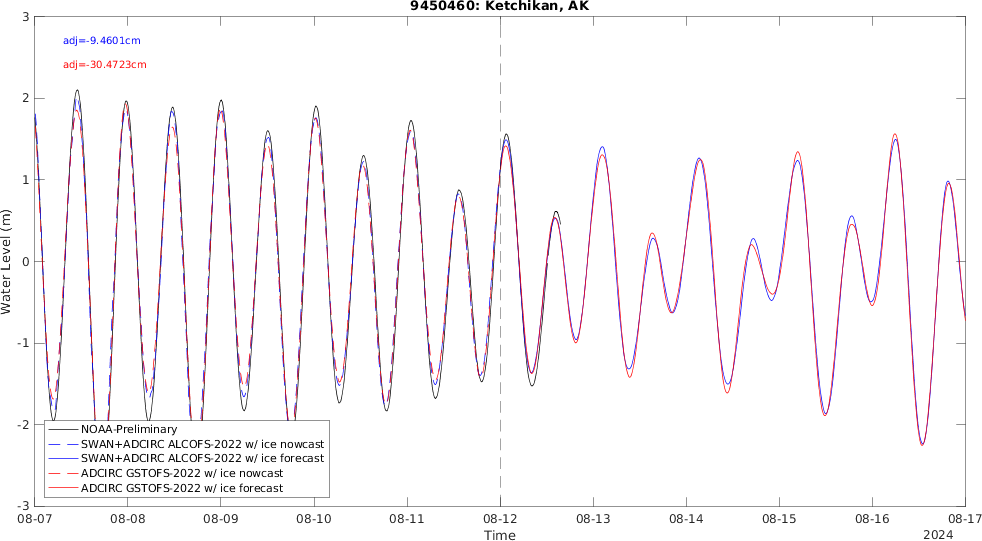 9450460: Ketchikan, AK
adj=-9.4601cm
adj=-30.4723cm
Water Level (m)
3
2
1
0
-1
-2
-3
NOAA-Preliminary
SWAN+ADCIRC ALCOFS-2022 w/ ice nowcast
SWAN+ADCIRC ALCOFS-2022 w/ ice forecast
ADCIRC GSTOFS-2022 w/ ice nowcast
ADCIRC GSTOFS-2022 w/ ice forecast
08-07 08-08 08-09 08-10 08-11 08-12 08-13 08-14 08-15 08-16 08-17
Time
2024